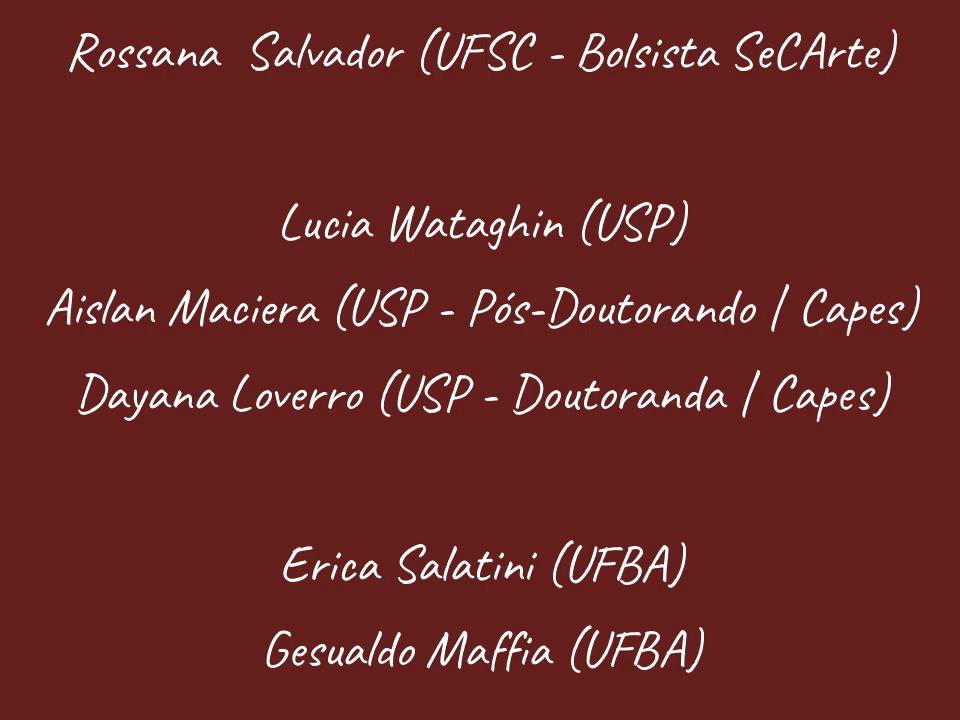 Rossana Salvador (UFSC - Bolsista SeCArte)
Lucia Wataghin (USP)
Aislan Maciera (USP - Pós-Doutorando | Capes)
Dayana Loverro (USP - Doutoranda | Capes)
Erica Salatini (UFBA)
Gesualdo Maffia (UFBA)